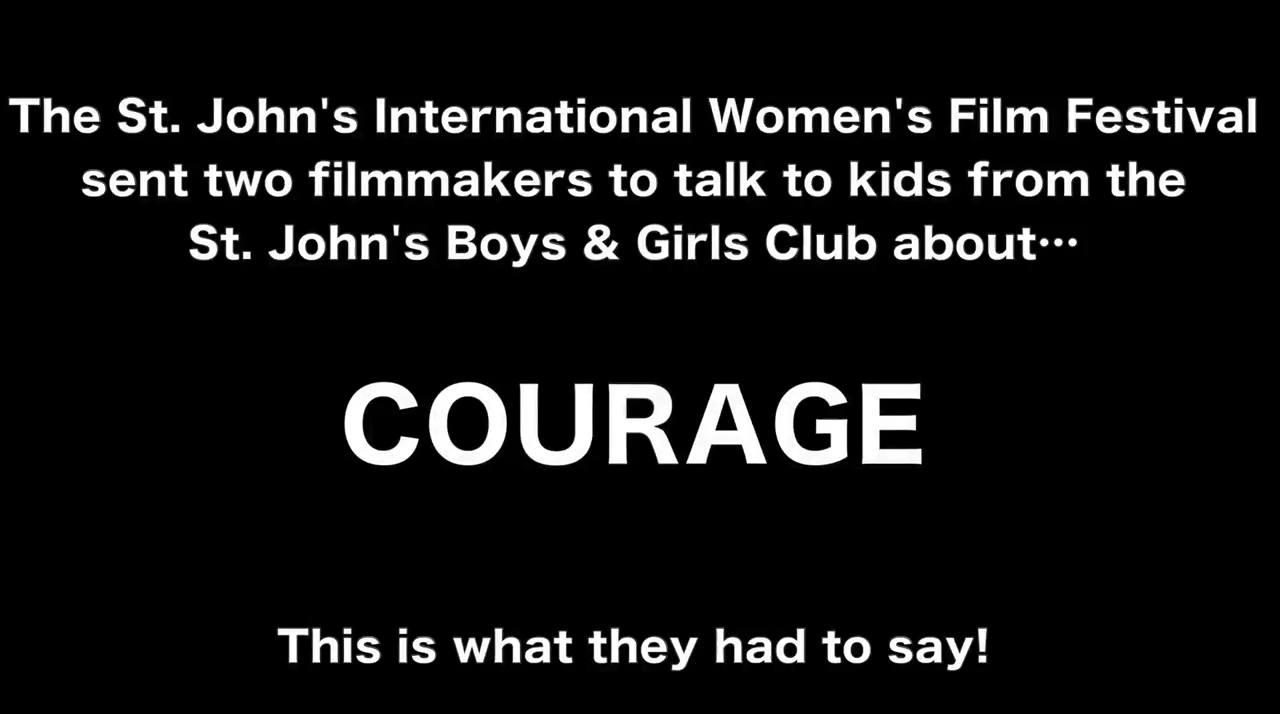 The St. John's International Women's Film Festival
sent two filmmakers to talk to kids from the
St. John's Boys & Girls Club about…
COURAGE
This is what they had to say!